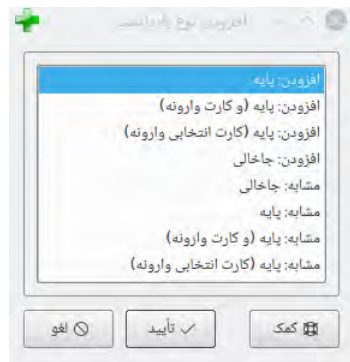 افزودن نوع یادداشت
افزودن: پایه
افزودن: پایه (و کارت وارونه)
افزودن: پایه (کارت انتخابی وارونه)
افزودن: جاخالی
مشابه: جاخالی
مشابه: پایه
مشابه: پایه (و کارت وارونه)
مشابه: پایه (کارت انتخابی وارونه)
کمک
تأیید
لغو